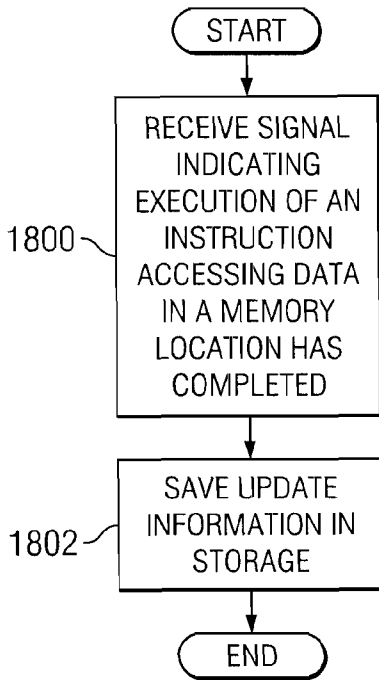 START
RECEIVE SIGNAL
INDICATING
EXECUTION OF AN
INSTRUCTION
ACCESSING DATA
IN A MEMORY
LOCATION HAS
COMPLETED
1800
SAVE UPDATE
INFORMATION IN
STORAGE
1802
END